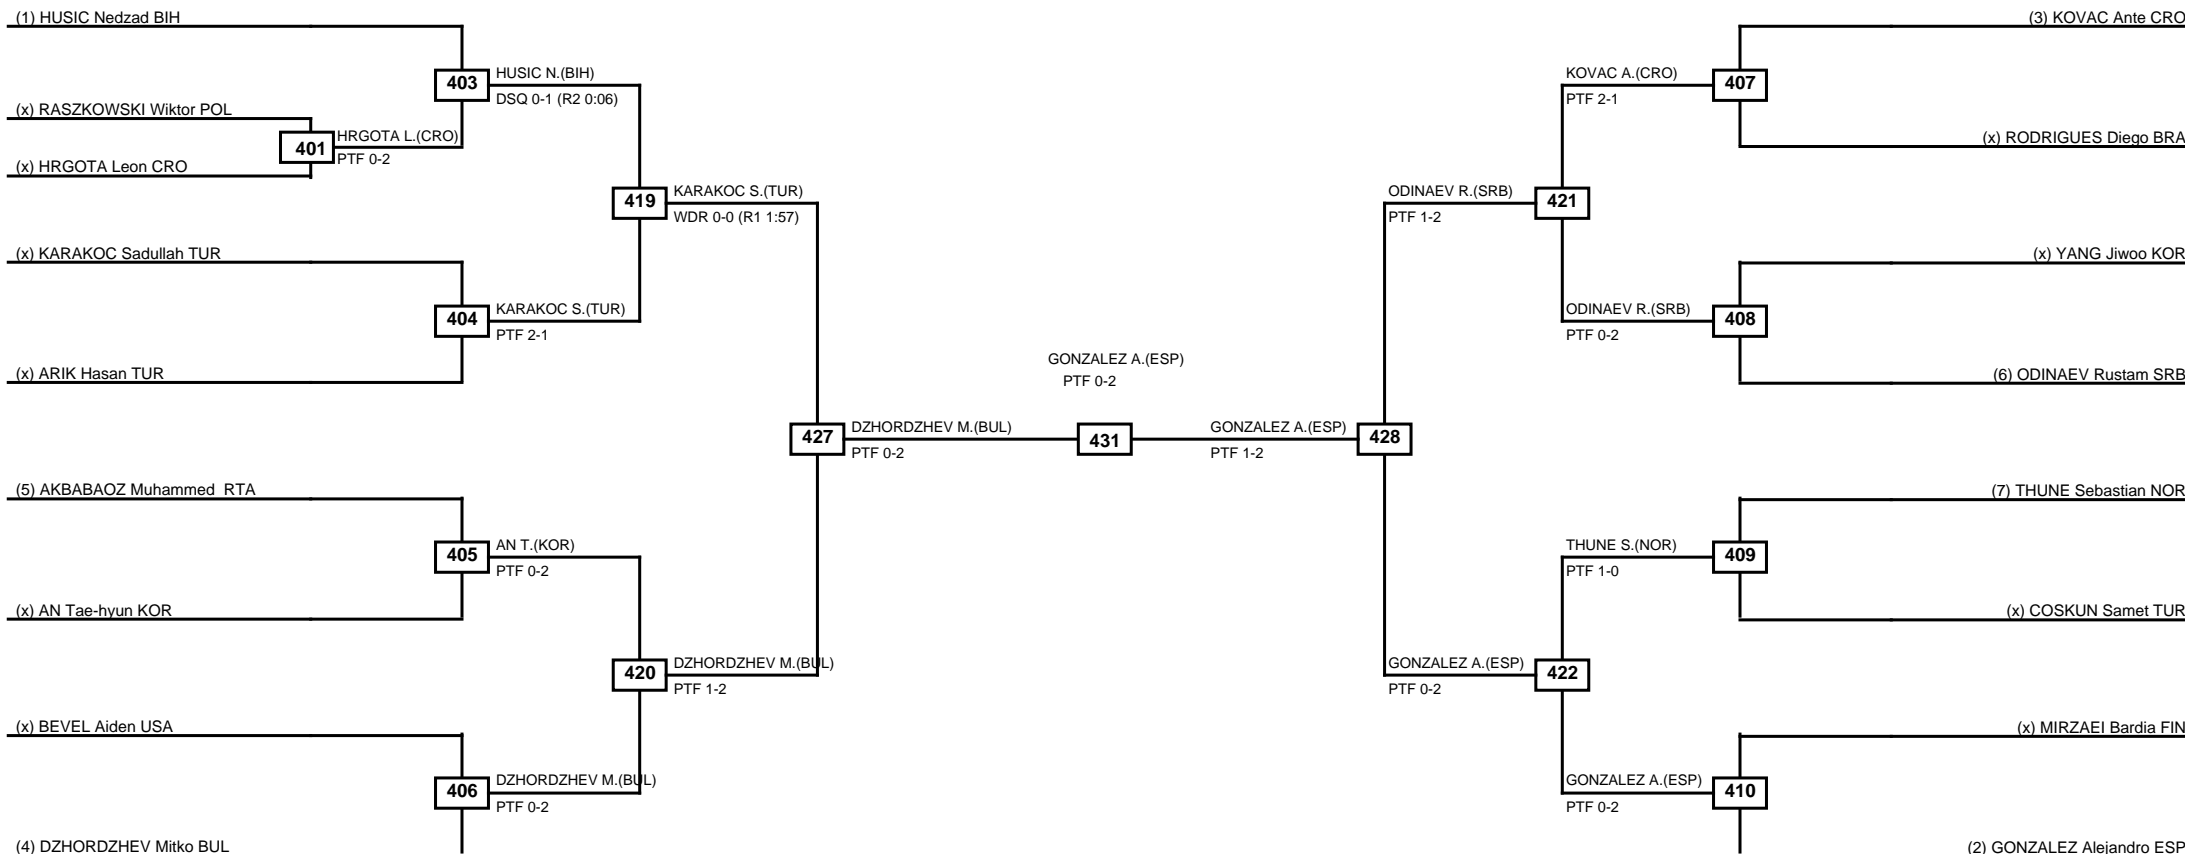 (1) HUSIC Nedzad BIH
(3) KOVAC Ante CRO
403
HUSIC N.(BIH)
DSQ 0-1 (R2 0:06)
KOVAC A.(CRO)
PTF 2-1
407
(x) RASZKOWSKI Wiktor POL
401
HRGOTA L.(CRO)
PTF 0-2
(x) RODRIGUES Diego BRA
(x) HRGOTA Leon CRO
419
KARAKOC S.(TUR)
WDR 0-0 (R1 1:57)
ODINAEV R.(SRB)
PTF 1-2
421
(x) KARAKOC Sadullah TUR
(x) YANG Jiwoo KOR
404
KARAKOC S.(TUR)
PTF 2-1
ODINAEV R.(SRB)
PTF 0-2
408
(x) ARIK Hasan TUR
GONZALEZ A.(ESP)
PTF 0-2
(6) ODINAEV Rustam SRB
427
DZHORDZHEV M.(BUL)
PTF 0-2
431
GONZALEZ A.(ESP)
PTF 1-2
428
(5) AKBABAOZ Muhammed RTA
(7) THUNE Sebastian NOR
405
AN T.(KOR)
PTF 0-2
THUNE S.(NOR)
PTF 1-0
409
(x) AN Tae-hyun KOR
(x) COSKUN Samet TUR
420
DZHORDZHEV M.(BUL)
PTF 1-2
GONZALEZ A.(ESP)
PTF 0-2
422
(x) BEVEL Aiden USA
(x) MIRZAEI Bardia FIN
406
DZHORDZHEV M.(BUL)
PTF 0-2
GONZALEZ A.(ESP)
PTF 0-2
410
(4) DZHORDZHEV Mitko BUL
(2) GONZALEZ Alejandro ESP